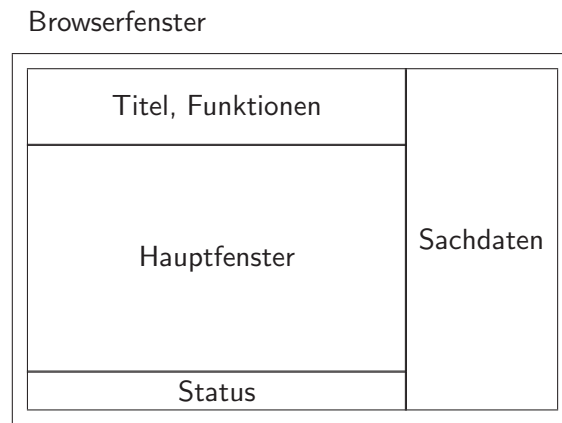 Browserfenster
Titel, Funktionen
Hauptfenster
Sachdaten
Status